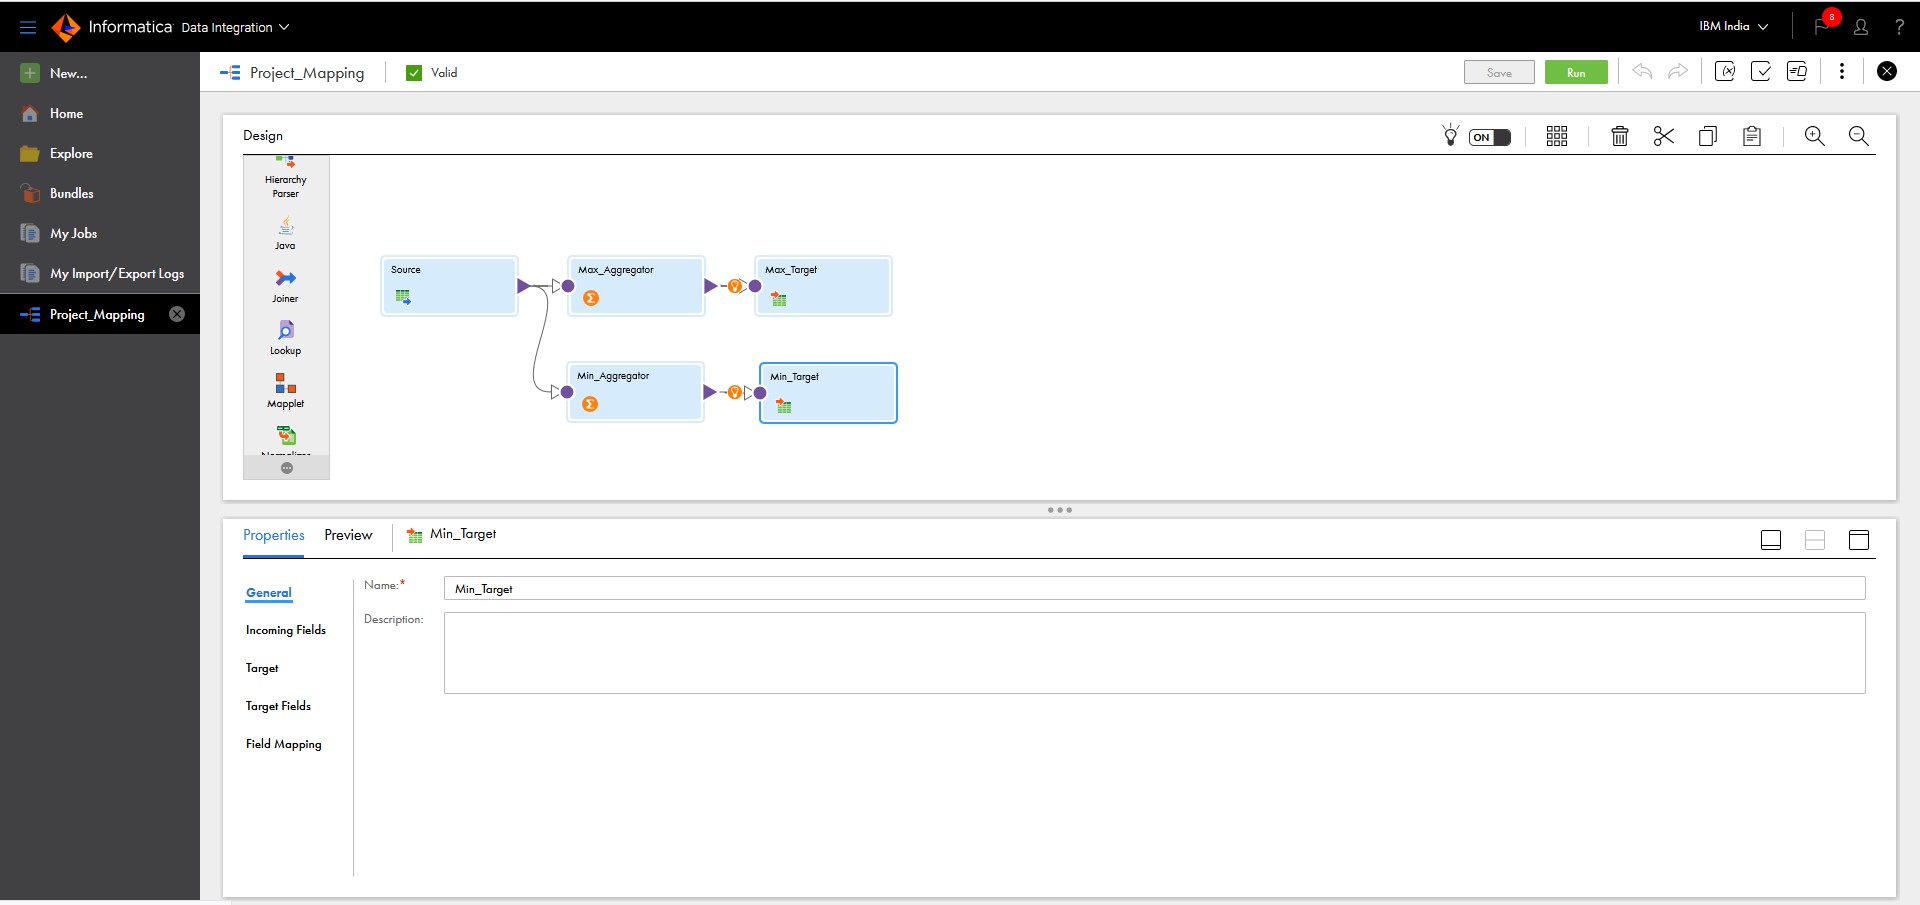 Informatica Data Integration
IBM India
8
?
New...
Home
Explore
Bundles
My Jobs
My Import/Export Logs
Project_Mapping
Project_Mapping
Valid
Save
Run
(x)
Design
ON
Hierarchy
Parser
Java
Joiner
Lookup
Mapplet
Source
Max_Aggregator
Σ
Max_Target
Min_Aggregator
Σ
Min_Target
Properties
Preview
Min_Target
General
Incoming Fields
Target
Target Fields
Field Mapping
Name:*
Min_Target
Description: